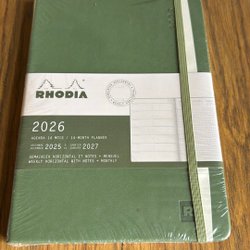 RHODIA
2026
AGENDA 16 MOIS / 16-MONTH PLANNER
2025 À
2027
SEMAINIER HORIZONTAL ET NOTES + MENSUEL
WEEKLY HORIZONTAL WITH NOTES + MONTHLY